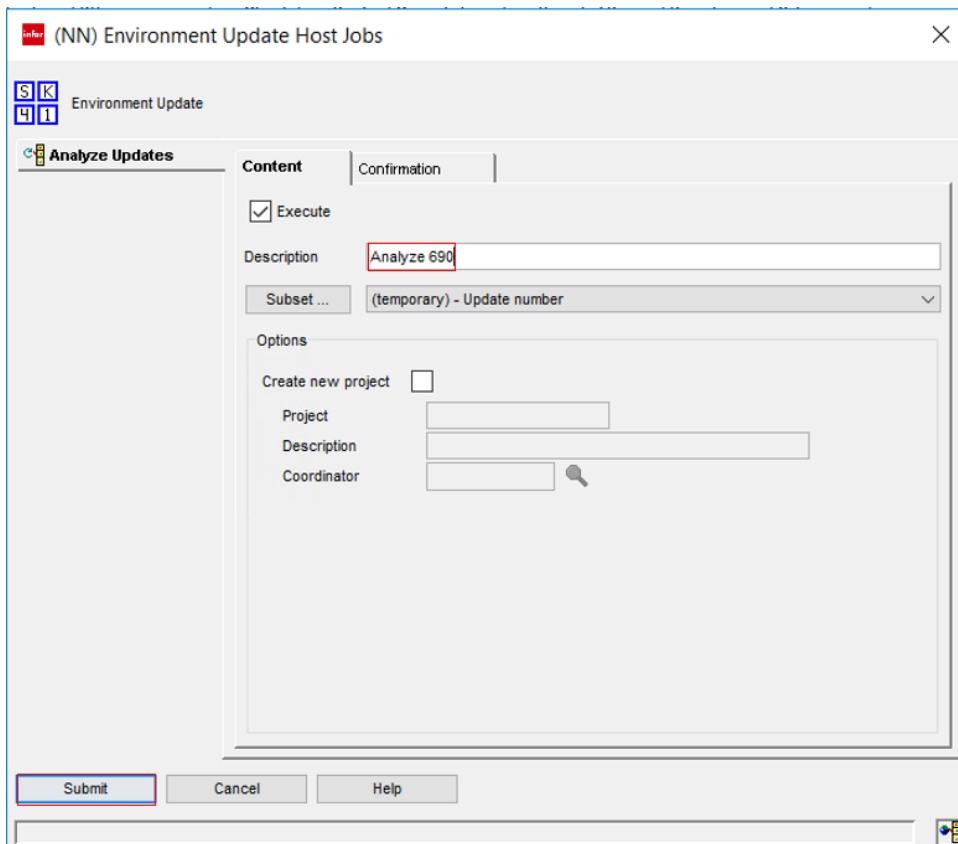 infor (NN) Environment Update Host Jobs
S K
4 1
Environment Update
Analyze Updates
Content
Confirmation
Execute
Description Analyze 690
Subset ... (temporary) - Update number
Options
Create new project
Project
Description
Coordinator
Submit Cancel Help